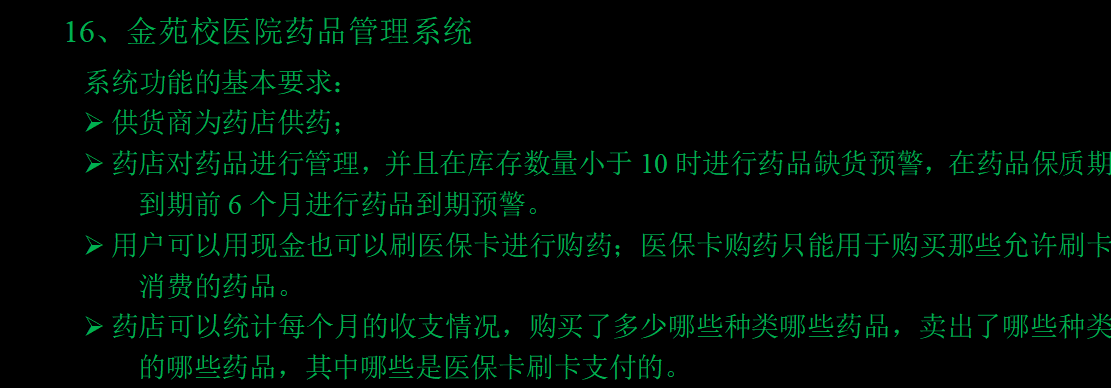 16、金苑校医院药品管理系统
系统功能的基本要求：
➢ 供货商为药店供药；
➢ 药店对药品进行管理，并且在库存数量小于 10 时进行药品缺货预警，在药品保质期
到期前 6 个月进行药品到期预警。
➢ 用户可以用现金也可以刷医保卡进行购药；医保卡购药只能用于购买那些允许刷卡
消费的药品。
➢ 药店可以统计每个月的收支情况，购买了多少哪些种类哪些药品，卖出了哪些种类
的哪些药品，其中哪些是医保卡刷卡支付的。